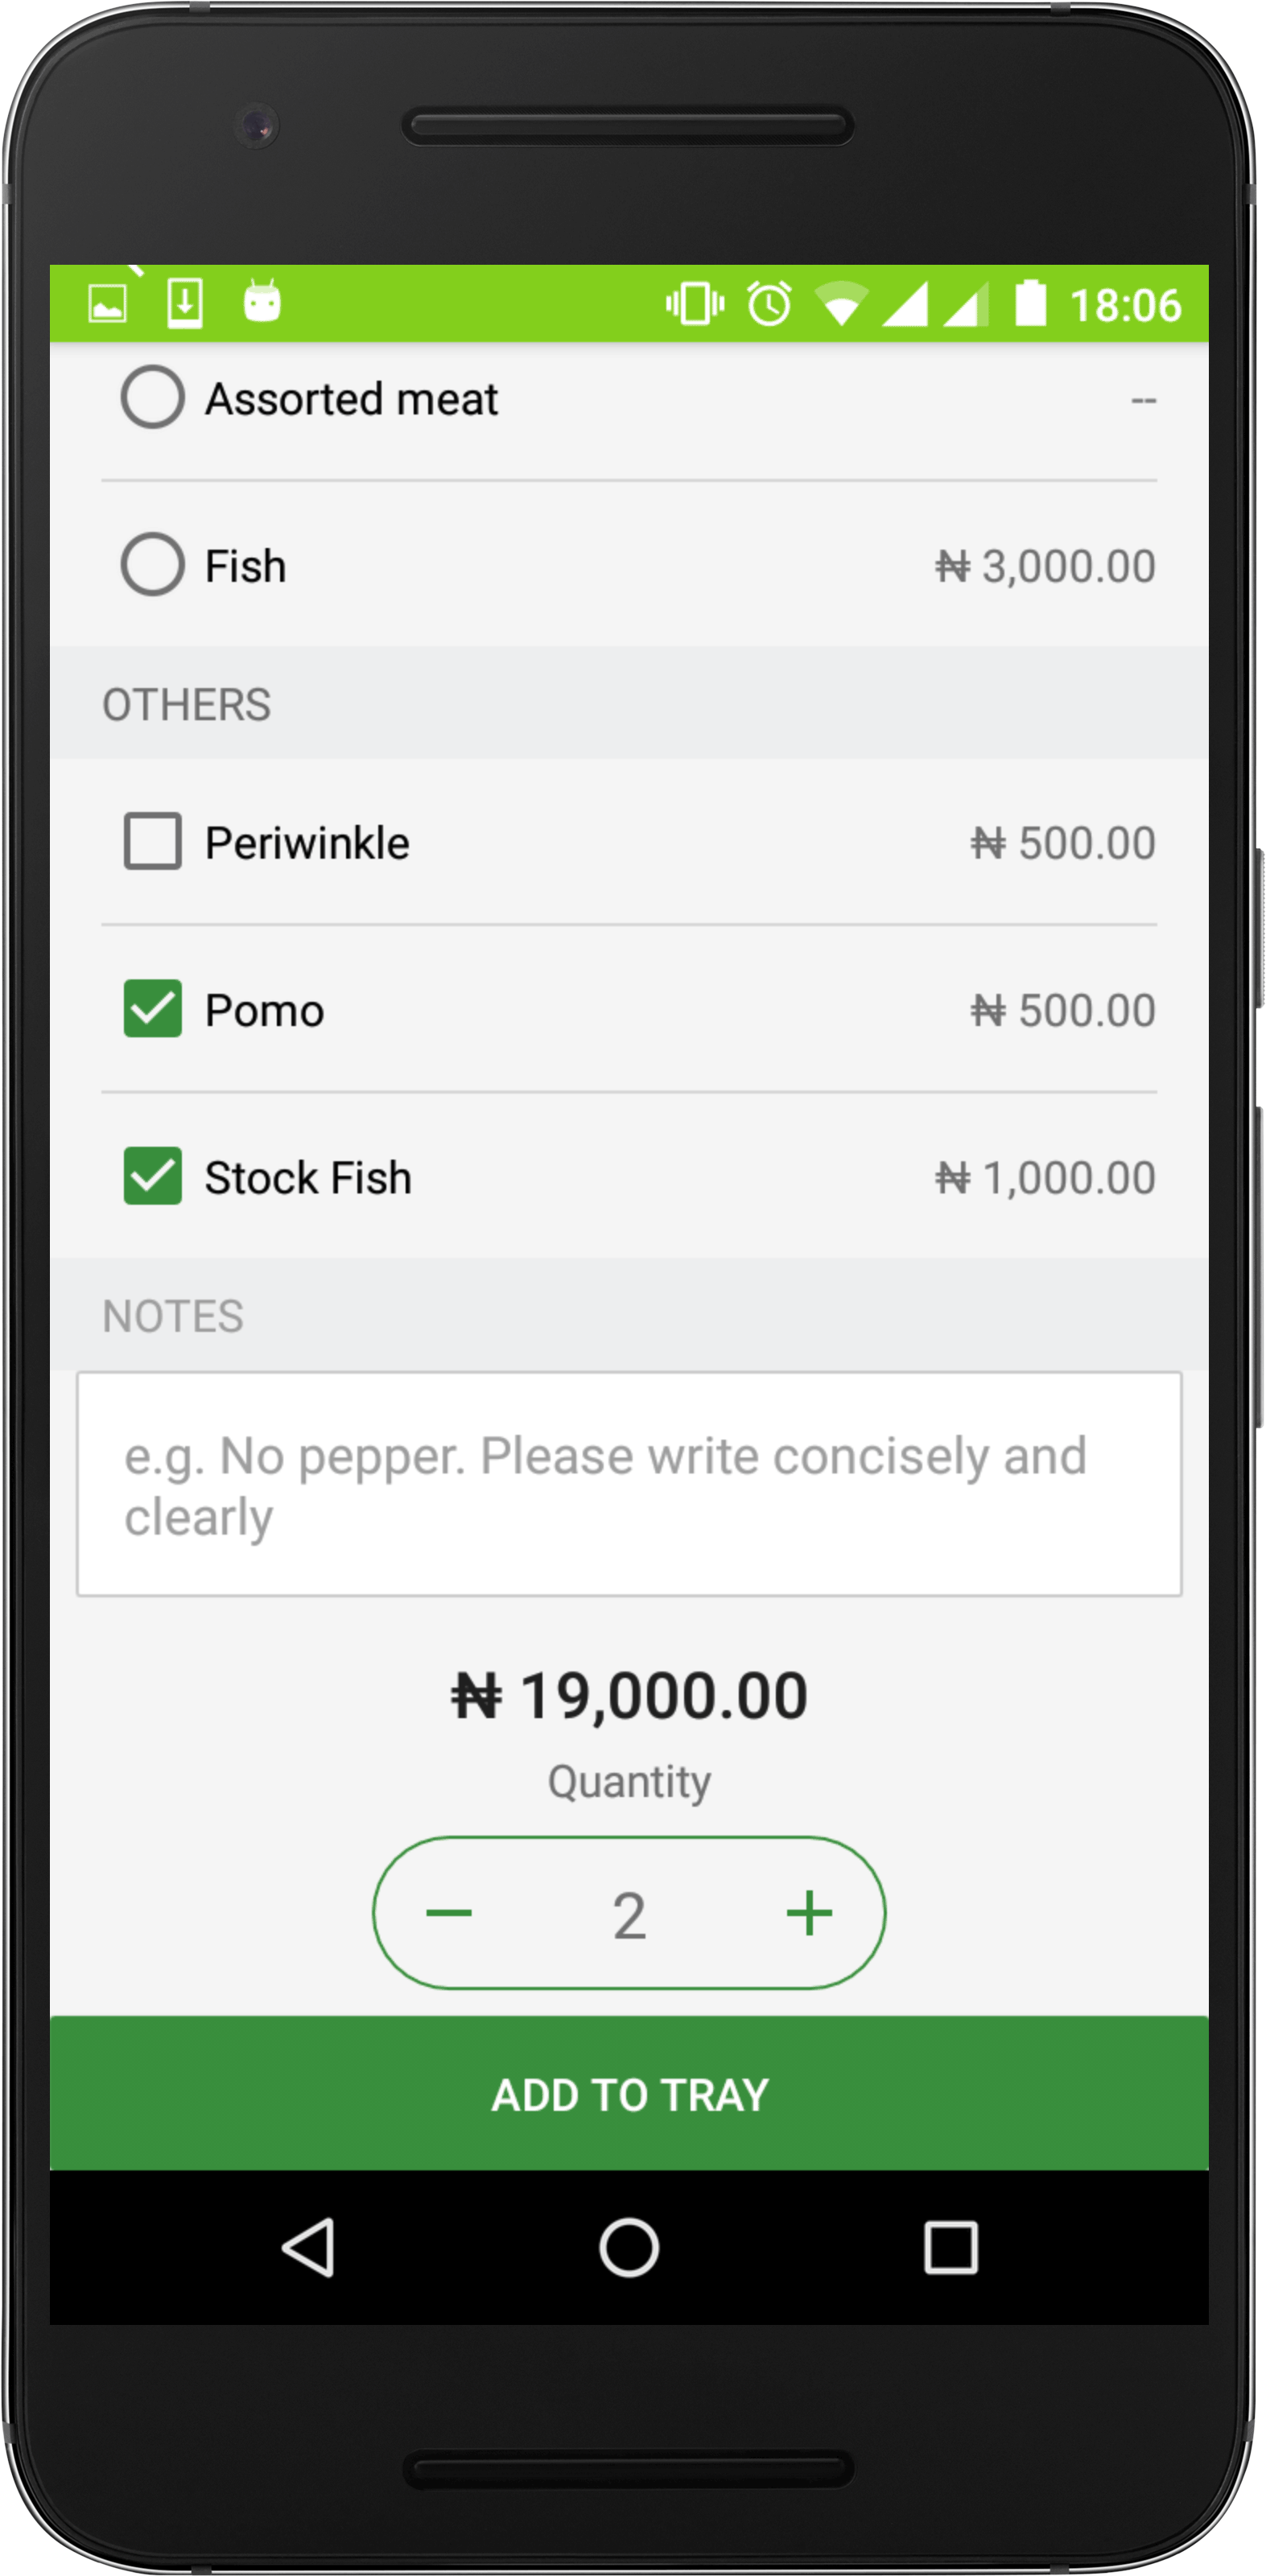 18:06
Assorted meat --
Fish ₦ 3,000.00
OTHERS
Periwinkle ₦ 500.00
Pomo ₦ 500.00
Stock Fish ₦ 1,000.00
NOTES
e.g. No pepper. Please write concisely and
clearly
₦ 19,000.00
Quantity
− 2 +
ADD TO TRAY